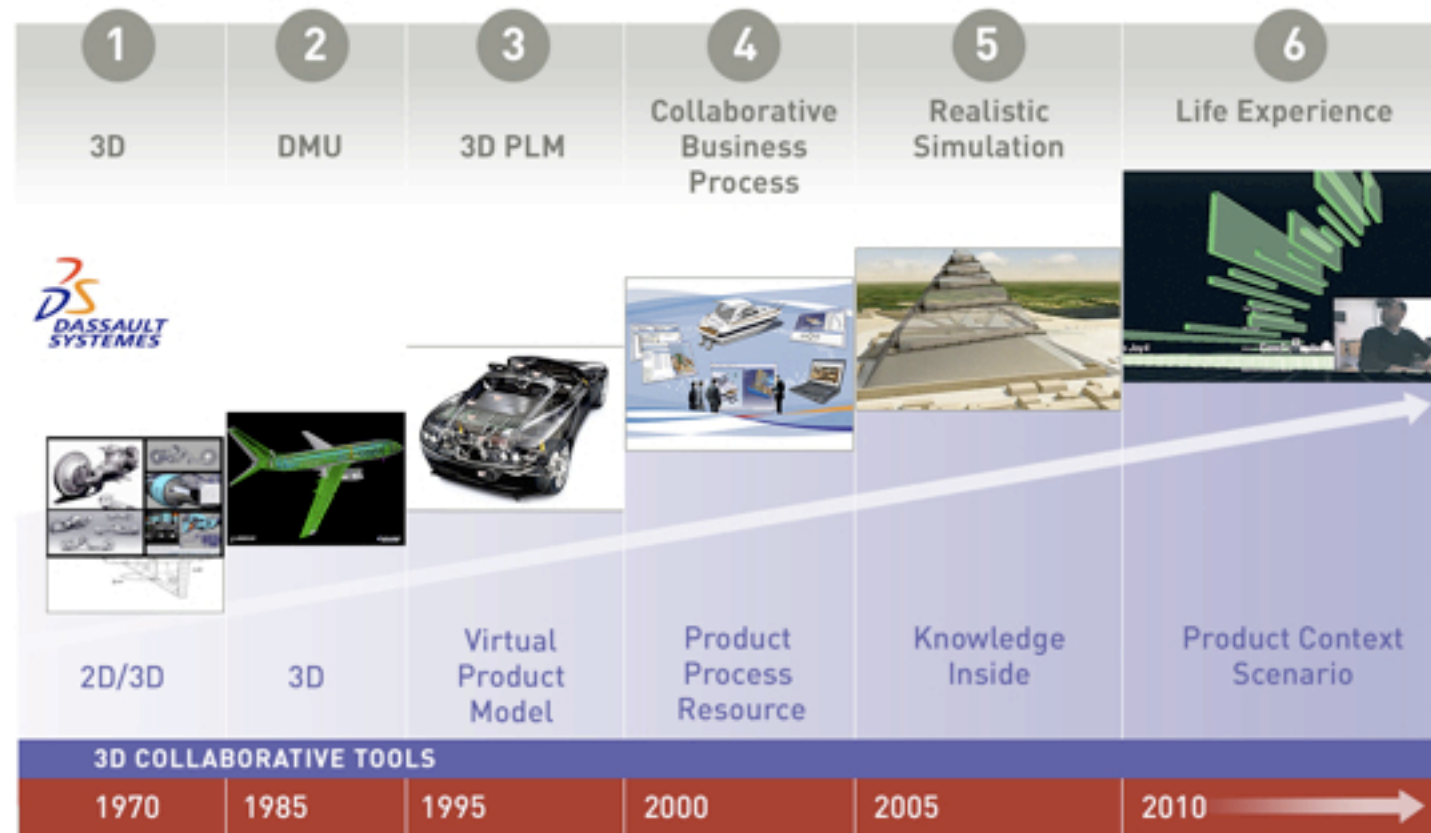 1
2
3
4
5
6
3D
DMU
3D PLM
Collaborative
Business
Process
Realistic
Simulation
Life Experience
DS
DASSAULT
SYSTEMES
2D/3D
3D
Virtual
Product
Model
Product
Process
Resource
Knowledge
Inside
Product Context
Scenario
3D COLLABORATIVE TOOLS
1970
1985
1995
2000
2005
2010